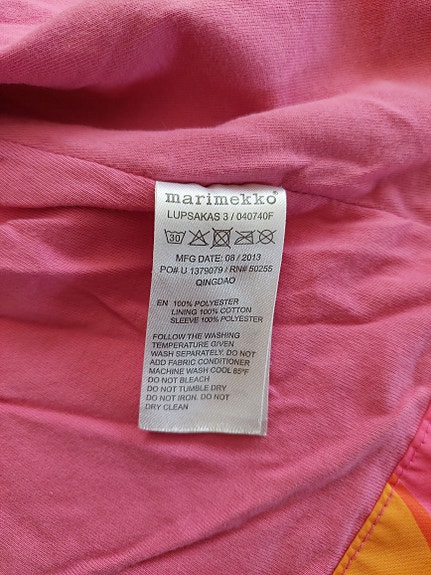 marimekko
LUPSAKAS 3 / 040740F
30
MFG DATE: 08 / 2013
PO# U 1379079 / RN# 50255
QINGDAO
EN 100% POLYESTER
LINING 100% COTTON
SLEEVE 100% POLYESTER
FOLLOW THE WASHING
TEMPERATURE GIVEN
WASH SEPARATELY. DO NOT
ADD FABRIC CONDITIONER
MACHINE WASH COOL 85°F
DO NOT BLEACH
DO NOT TUMBLE DRY
DO NOT IRON. DO NOT
DRY CLEAN